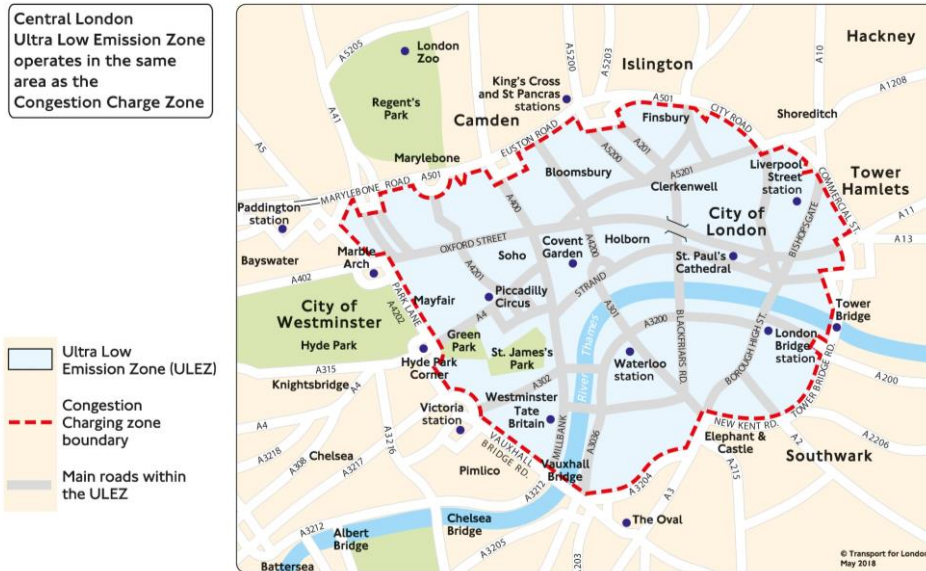 Central London
Ultra Low Emission Zone
operates in the same
area as the
Congestion Charge Zone
Ultra Low
Emission Zone (ULEZ)
Congestion
Charging zone
boundary
Main roads within
the ULEZ
A5205
London
Zoo
A5200
A5203
A10
Hackney
Islington
A41
King's Cross
and St Pancras
stations
A501
A1208
Regent's
Park
CITY ROAD
Finsbury
Shoreditch
Camden
EUSTON ROAD
A5
A5200
A201
Marylebone
Bloomsbury
A5201
Liverpool
Street
station
Tower
Hamlets
MARYLEBONE ROAD
A501
Clerkenwell
COMMERCIAL ST.
Paddington
station
A400
City of
London
BISHOPSGATE
A11
OXFORD STREET
Covent
Garden
Holborn
A13
Marble
Arch
Soho
A4200
St. Paul's
Cathedral
Bayswater
A4201
A402
PARK LANE
Mayfair
Piccadilly
Circus
STRAND
City of
Westminster
A4202
A4
A301
A3200
Tower
Bridge
Hyde Park
Green
Park
St. James's
Park
River Thames
BLACKFRIARS RD.
BOROUGH HIGH ST.
London
Bridge
station
Hyde Park
Corner
Waterloo
station
A315
Knightsbridge
A302
TOWER BRIDGE RD.
A200
Westminster
Victoria
station
Tate
Britain
NEW KENT RD.
A4
A3218
A308
Chelsea
A3217
A3216
VAUXHALL
BRIDGE RD.
MILLBANK
A3036
Elephant &
Castle
A2
A2206
Pimlico
Vauxhall
Bridge
A3204
A215
Southwark
A3212
A3
A3212
Chelsea
Bridge
Albert
Bridge
The Oval
A3205
A203
Battersea
© Transport for London
May 2018